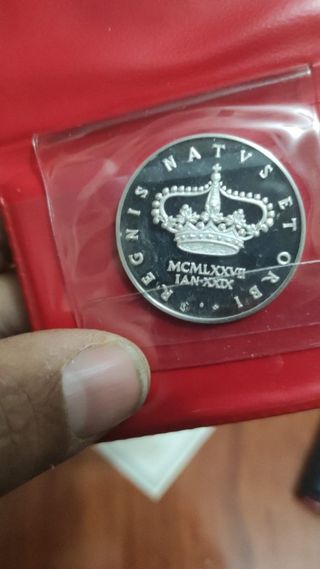 REGNIS NATVS ET ORBI
MCMLXXVII
IAN·XXIX